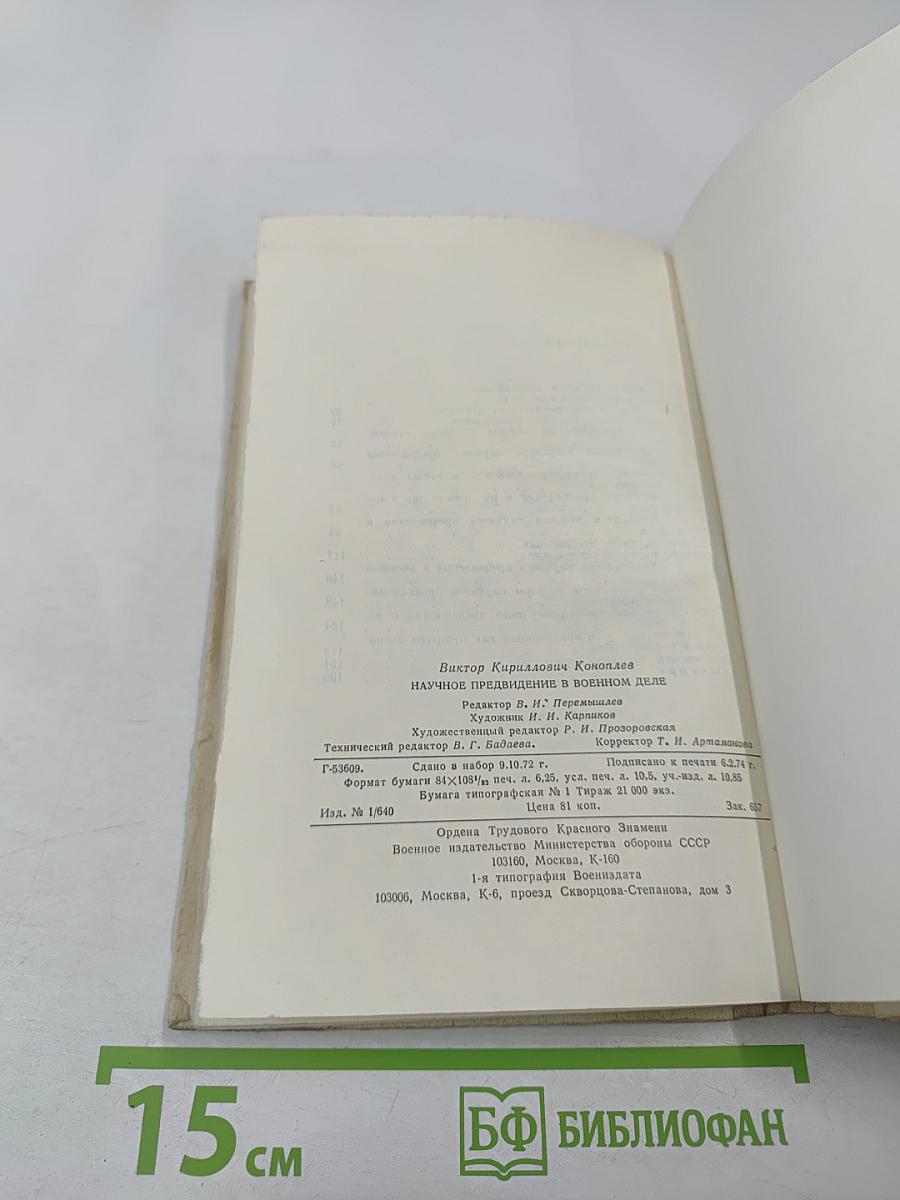 Виктор Кириллович Коноплев
НАУЧНОЕ ПРЕДВИДЕНИЕ В ВОЕННОМ ДЕЛЕ
Редактор В. И. Перемышлев
Художник И. И. Карпиков
Художественный редактор Р. И. Прозоровская
Технический редактор В. Г. Бадаева. Корректор Т. И. Артамонова
Г-53609. Сдано в набор 9.10.72 г. Подписано к печати 6.2.74 г.
Формат бумаги 84×108¹/₃₂ печ. л. 6,25, усл. печ. л. 10,5, уч.-изд. л. 10,85
Бумага типографская № 1 Тираж 21 000 экз.
Изд. № 1/640 Цена 81 коп. Зак. 667
Ордена Трудового Красного Знамени
Военное издательство Министерства обороны СССР
103160, Москва, К-160
1-я типография Воениздата
103006, Москва, К-6, проезд Скворцова-Степанова, дом 3
15 см
БФ БИБЛИОФАН